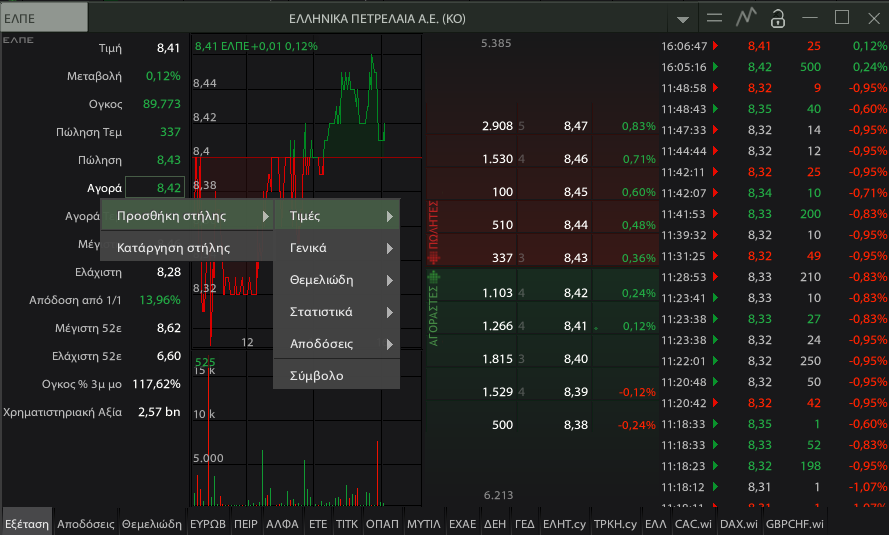 ΕΛΠΕ
ΕΛΛΗΝΙΚΑ ΠΕΤΡΕΛΑΙΑ Α.Ε. (ΚΟ)
ΕΛΠΕ
Τιμή 8,41
Μεταβολή 0,12%
Ογκος 89.773
Πώληση Τεμ 337
Πώληση 8,43
Αγορά 8,42
Αγορά
Μέγισ
Ελάχιστη 8,28
Απόδοση από 1/1 13,96%
Μέγιστη 52ε 8,62
Ελάχιστη 52ε 6,60
Ογκος % 3μ μο 117,62%
Χρηματιστηριακή Αξία 2,57 bn
Προσθήκη στήλης
Κατάργηση στήλης
Τιμές
Γενικά
Θεμελιώδη
Στατιστικά
Αποδόσεις
Σύμβολο
8,41 ΕΛΠΕ +0,01 0,12%
8,44
8,42
8,4
8,38
8,32
12
525
15 κ
10 κ
5.000
5.385
2.908 5 8,47 0,83%
1.530 4 8,46 0,71%
100 8,45 0,60%
510 4 8,44 0,48%
337 3 8,43 0,36%
1.103 4 8,42 0,24%
1.266 4 8,41 0,12%
1.815 3 8,40
1.529 4 8,39 -0,12%
500 8,38 -0,24%
6.213
ΠΩΛΗΤΕΣ
ΑΓΟΡΑΣΤΕΣ
16:06:47 8,41 25 0,12%
16:05:16 8,42 500 0,24%
11:48:58 8,32 9 -0,95%
11:48:43 8,35 40 -0,60%
11:47:33 8,32 14 -0,95%
11:44:44 8,32 12 -0,95%
11:42:11 8,32 25 -0,95%
11:42:07 8,34 10 -0,71%
11:41:53 8,33 200 -0,83%
11:39:32 8,32 10 -0,95%
11:31:25 8,32 49 -0,95%
11:28:53 8,33 210 -0,83%
11:23:41 8,33 10 -0,83%
11:23:38 8,33 27 -0,83%
11:23:38 8,32 24 -0,95%
11:22:01 8,32 250 -0,95%
11:20:48 8,32 50 -0,95%
11:20:42 8,32 42 -0,95%
11:18:33 8,35 1 -0,60%
11:18:33 8,33 52 -0,83%
11:18:23 8,32 198 -0,95%
11:18:12 8,31 1 -1,07%
Εξέταση Αποδόσεις Θεμελιώδη ΕΥΡΩΒ ΠΕΙΡ ΑΛΦΑ ΕΤΕ ΤΙΤΚ ΟΠΑΠ ΜΥΤΙΛ ΕΧΑΕ ΔΕΗ ΓΕΔ ΕΛΗΤ.cy ΤΡΚΗ.cy ΕΛΛ CAC.wi DAX.wi GBPCHF.wi